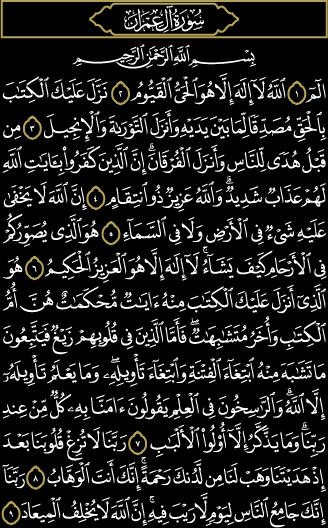 سُورَةُ آلِ عِمْرَانَ
بِسْمِ ٱللَّهِ ٱلرَّحْمَٰنِ ٱلرَّحِيمِ
الٓمٓ ١ ٱللَّهُ لَآ إِلَٰهَ إِلَّا هُوَ ٱلْحَىُّ ٱلْقَيُّومُ ٢ نَزَّلَ عَلَيْكَ ٱلْكِتَٰبَ
بِٱلْحَقِّ مُصَدِّقًا لِّمَا بَيْنَ يَدَيْهِ وَأَنزَلَ ٱلتَّوْرَىٰةَ وَٱلْإِنجِيلَ ٣ مِن
قَبْلُ هُدًى لِّلنَّاسِ وَأَنزَلَ ٱلْفُرْقَانَ ۗ إِنَّ ٱلَّذِينَ كَفَرُوا۟ بِـَٔايَٰتِ ٱللَّهِ
لَهُمْ عَذَابٌ شَدِيدٌ ۗ وَٱللَّهُ عَزِيزٌ ذُو ٱنتِقَامٍ ٤ إِنَّ ٱللَّهَ لَا يَخْفَىٰ
عَلَيْهِ شَىْءٌ فِى ٱلْأَرْضِ وَلَا فِى ٱلسَّمَآءِ ٥ هُوَ ٱلَّذِى يُصَوِّرُكُمْ
فِى ٱلْأَرْحَامِ كَيْفَ يَشَآءُ ۚ لَآ إِلَٰهَ إِلَّا هُوَ ٱلْعَزِيزُ ٱلْحَكِيمُ ٦ هُوَ
ٱلَّذِىٓ أَنزَلَ عَلَيْكَ ٱلْكِتَٰبَ مِنْهُ ءَايَٰتٌ مُّحْكَمَٰتٌ هُنَّ أُمُّ
ٱلْكِتَٰبِ وَأُخَرُ مُتَشَٰبِهَٰتٌ ۖ فَأَمَّا ٱلَّذِينَ فِى قُلُوبِهِمْ زَيْغٌ فَيَتَّبِعُونَ
مَا تَشَٰبَهَ مِنْهُ ٱبْتِغَآءَ ٱلْفِتْنَةِ وَٱبْتِغَآءَ تَأْوِيلِهِۦ ۗ وَمَا يَعْلَمُ تَأْوِيلَهُۥٓ
إِلَّا ٱللَّهُ ۗ وَٱلرَّٰسِخُونَ فِى ٱلْعِلْمِ يَقُولُونَ ءَامَنَّا بِهِۦ كُلٌّ مِّنْ عِندِ
رَبِّنَا ۗ وَمَا يَذَّكَّرُ إِلَّآ أُو۟لُوا۟ ٱلْأَلْبَٰبِ ٧ رَبَّنَا لَا تُزِغْ قُلُوبَنَا بَعْدَ
إِذْ هَدَيْتَنَا وَهَبْ لَنَا مِن لَّدُنكَ رَحْمَةً ۚ إِنَّكَ أَنتَ ٱلْوَهَّابُ ٨ رَبَّنَآ
إِنَّكَ جَامِعُ ٱلنَّاسِ لِيَوْمٍ لَّا رَيْبَ فِيهِ ۚ إِنَّ ٱللَّهَ لَا يُخْلِفُ ٱلْمِيعَادَ ٩